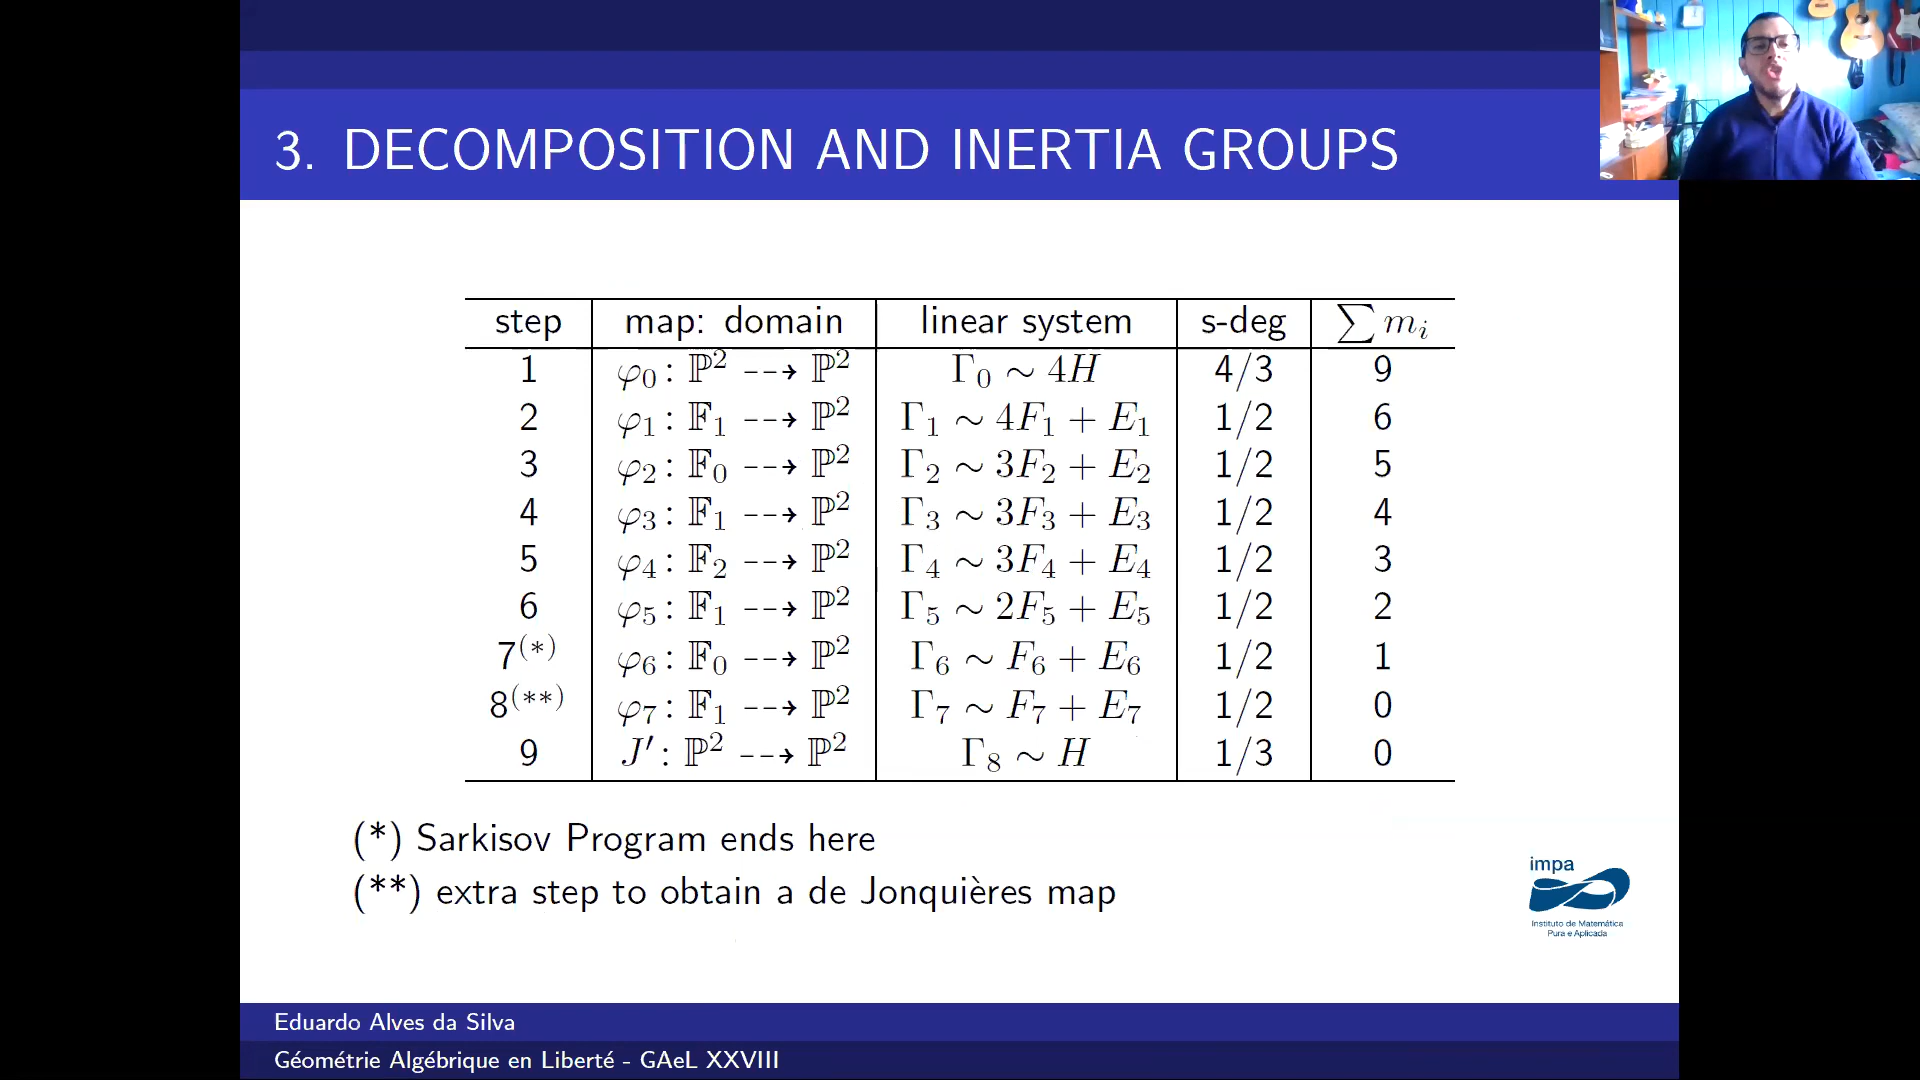 3. DECOMPOSITION AND INERTIA GROUPS
step map: domain linear system s-deg ∑ mᵢ
1 φ₀ : ℙ² ⇢ ℙ² Γ₀ ∼ 4H 4/3 9
2 φ₁ : 𝔽₁ ⇢ ℙ² Γ₁ ∼ 4F₁ + E₁ 1/2 6
3 φ₂ : 𝔽₀ ⇢ ℙ² Γ₂ ∼ 3F₂ + E₂ 1/2 5
4 φ₃ : 𝔽₁ ⇢ ℙ² Γ₃ ∼ 3F₃ + E₃ 1/2 4
5 φ₄ : 𝔽₂ ⇢ ℙ² Γ₄ ∼ 3F₄ + E₄ 1/2 3
6 φ₅ : 𝔽₁ ⇢ ℙ² Γ₅ ∼ 2F₅ + E₅ 1/2 2
7(*) φ₆ : 𝔽₀ ⇢ ℙ² Γ₆ ∼ F₆ + E₆ 1/2 1
8(**) φ₇ : 𝔽₁ ⇢ ℙ² Γ₇ ∼ F₇ + E₇ 1/2 0
9 J′ : ℙ² ⇢ ℙ² Γ₈ ∼ H 1/3 0
(*) Sarkisov Program ends here
(**) extra step to obtain a de Jonquières map
impa
Instituto de Matemática
Pura e Aplicada
Eduardo Alves da Silva
Géométrie Algébrique en Liberté - GAeL XXVIII